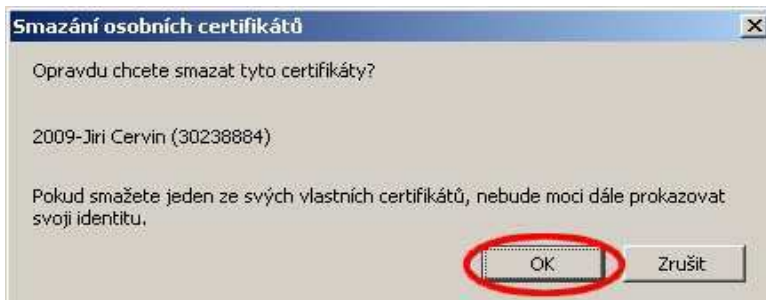 Smazání osobních certifikátů
Opravdu chcete smazat tyto certifikáty?
2009-Jiri Cervin (30238884)
Pokud smažete jeden ze svých vlastních certifikátů, nebude moci dále prokazovat
svoji identitu.
OK
Zrušit